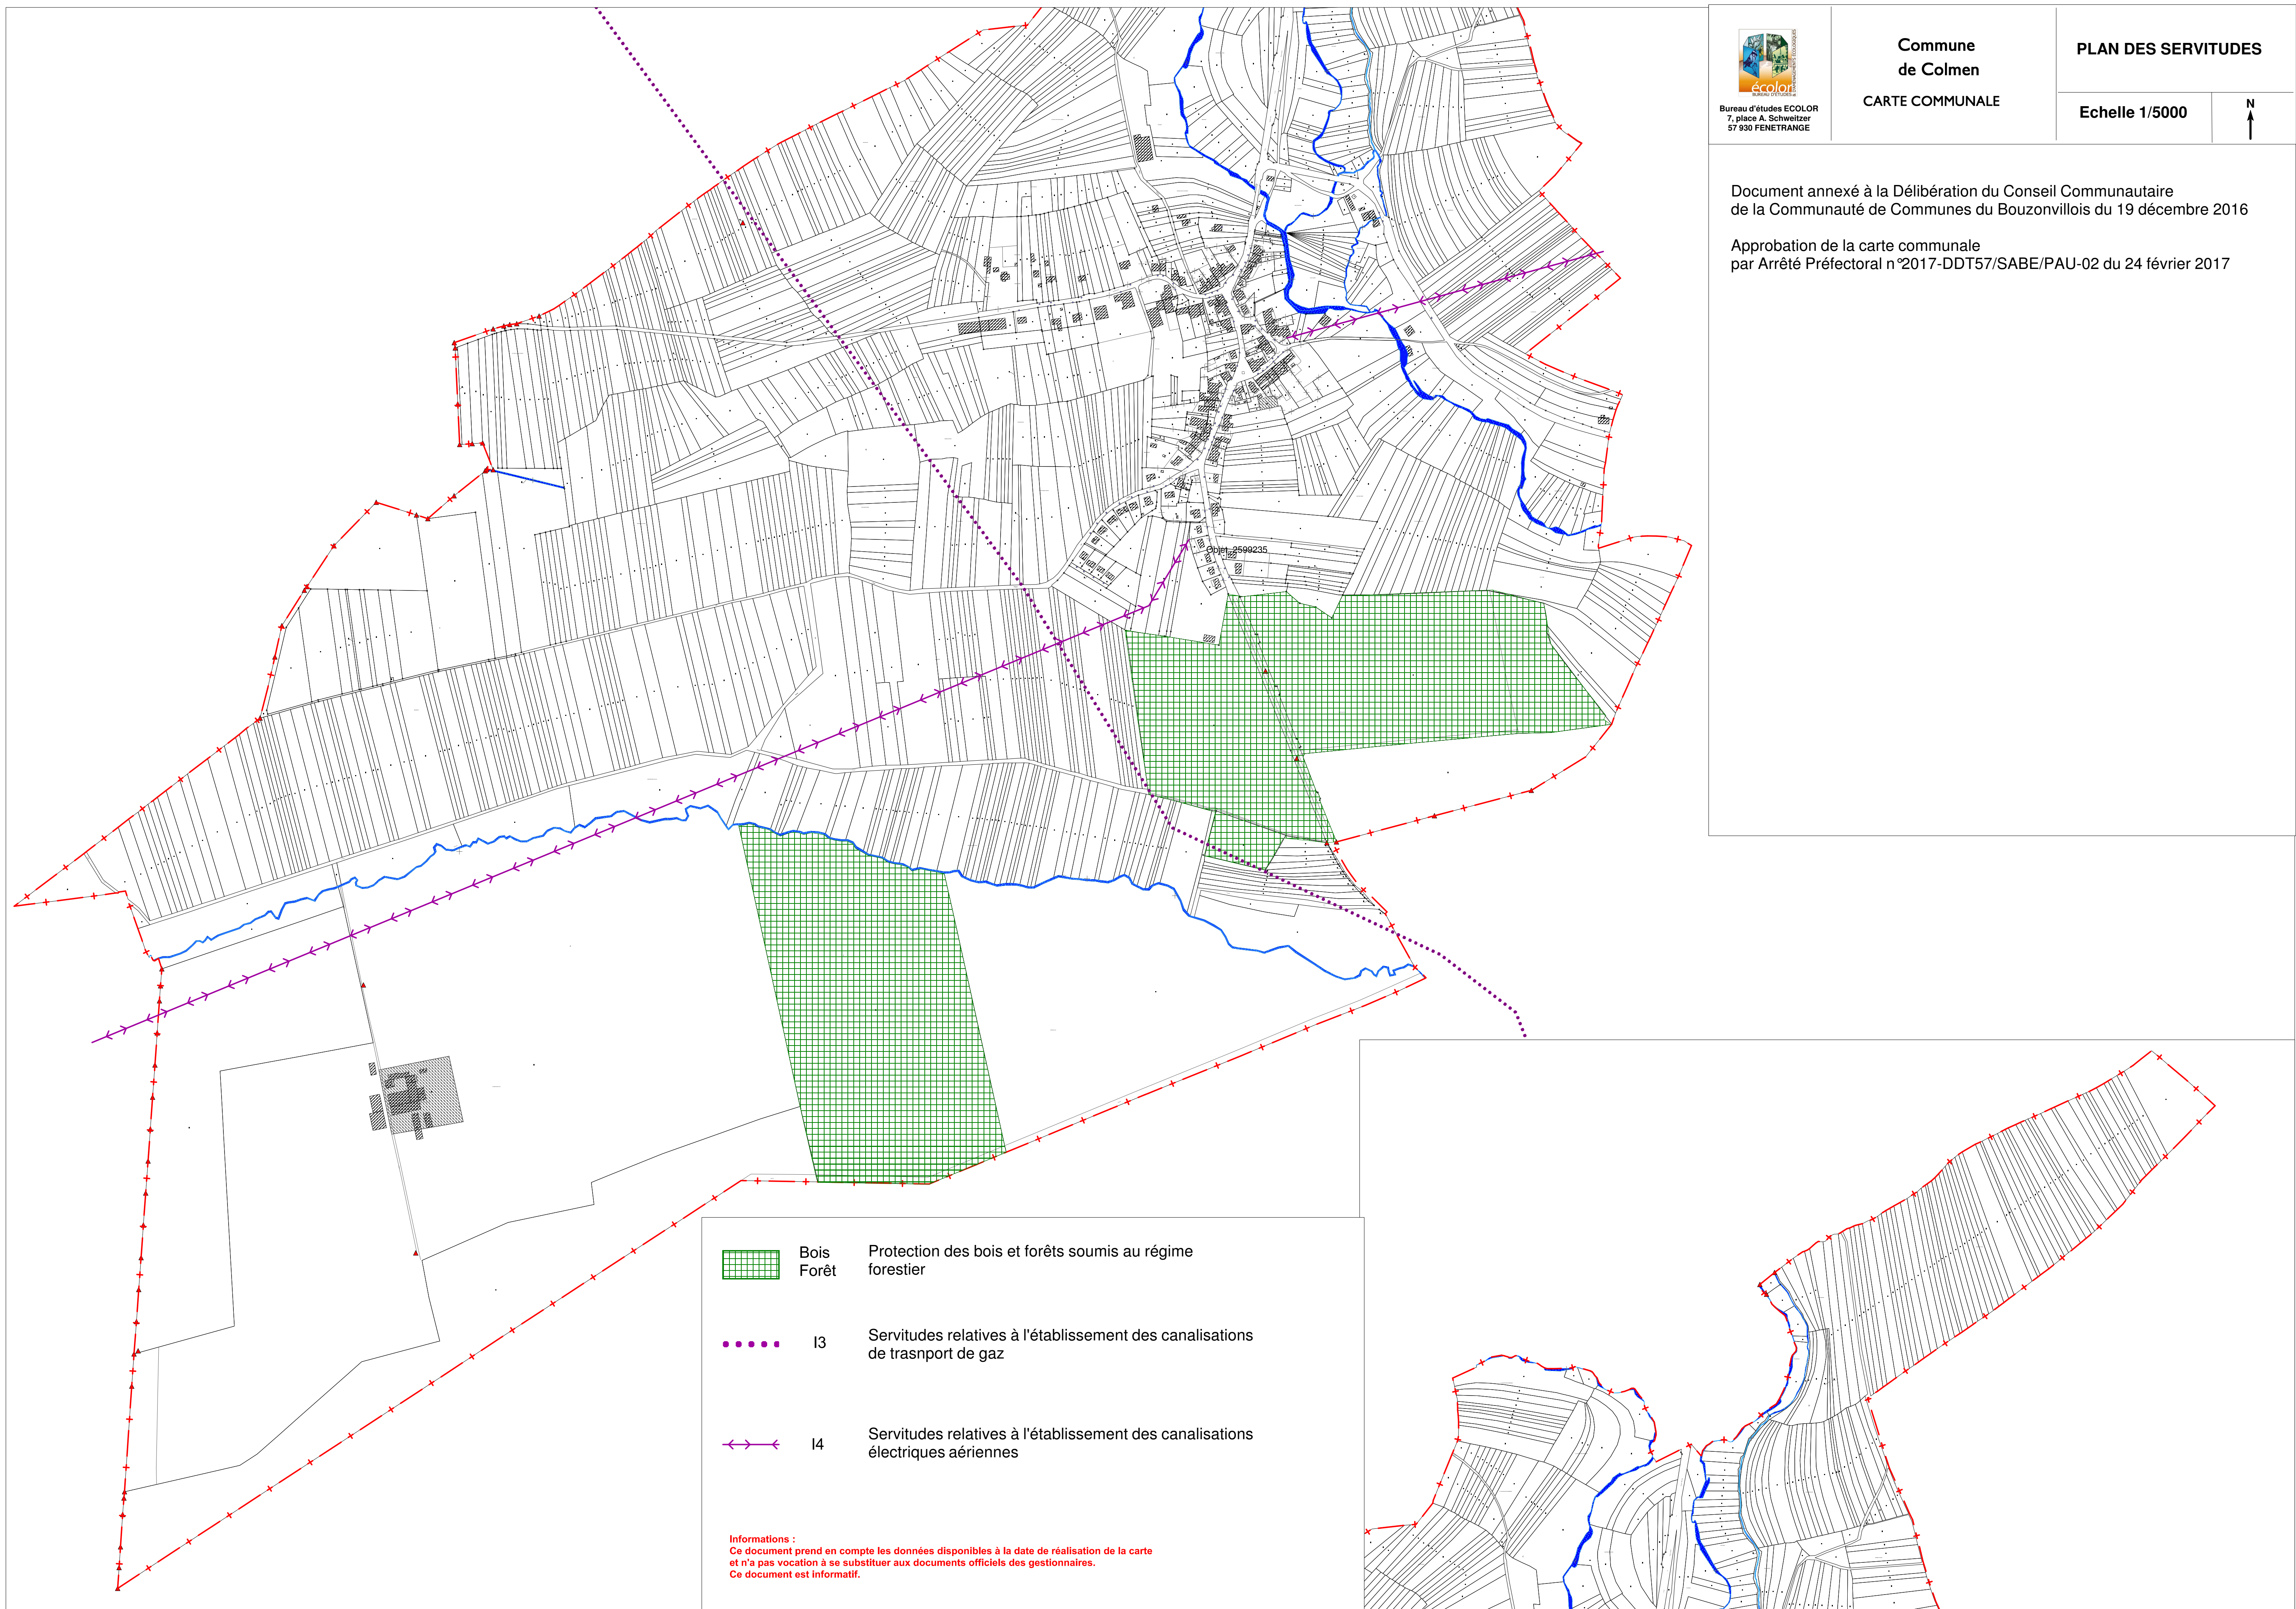 écolor
BUREAU D'ÉTUDES
Bureau d'études ECOLOR
7, place A. Schweitzer
57 930 FENETRANGE
Commune
de Colmen
CARTE COMMUNALE
PLAN DES SERVITUDES
Echelle 1/5000
N
Document annexé à la Délibération du Conseil Communautaire
de la Communauté de Communes du Bouzonvillois du 19 décembre 2016
Approbation de la carte communale
par Arrêté Préfectoral n°2017-DDT57/SABE/PAU-02 du 24 février 2017
Objet_2599235
Bois
Forêt
Protection des bois et forêts soumis au régime
forestier
I3
Servitudes relatives à l'établissement des canalisations
de trasnport de gaz
I4
Servitudes relatives à l'établissement des canalisations
électriques aériennes
Informations :
Ce document prend en compte les données disponibles à la date de réalisation de la carte
et n'a pas vocation à se substituer aux documents officiels des gestionnaires.
Ce document est informatif.